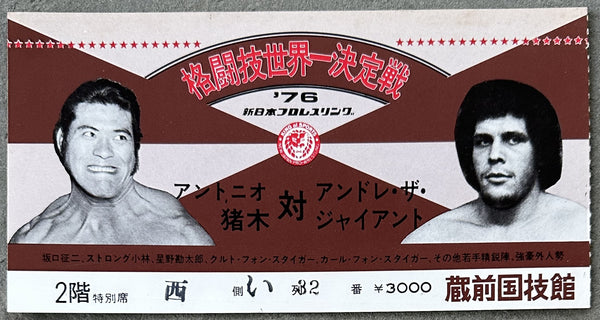 格闘技世界一決定戦
'76
新日本プロレスリング
KING OF SPORTS
アントニオ猪木
対
アンドレ・ザ・ジャイアント
坂口征二、ストロング小林、星野勘太郎、クルト・フォン・スタイガー、カール・フォン・スタイガー、その他若手精鋭陣、強豪外人勢
2階 特別席 西 側 い 列 32 番 ¥3000 蔵前国技館